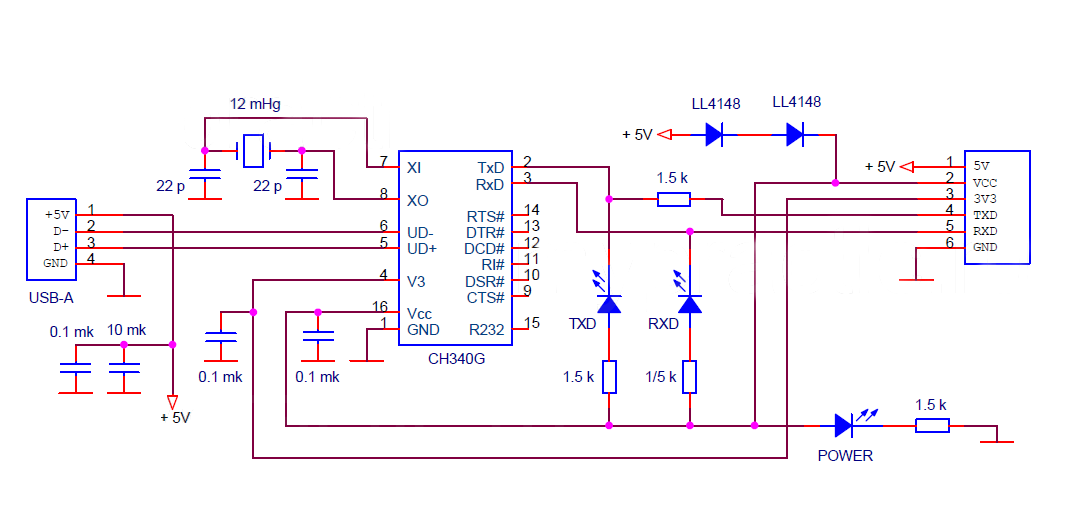 12 mHg
LL4148
LL4148
+ 5V
22 p
22 p
7
XI
TxD
2
RxD
3
1.5 k
+ 5V
1
5V
2
VCC
3
3V3
4
TXD
5
RXD
6
GND
8
XO
RTS#
14
+5V
1
D-
2
D+
3
GND
4
USB-A
6
UD-
DTR#
13
5
UD+
DCD#
12
RI#
11
4
V3
DSR#
10
CTS#
9
16
Vcc
1
GND
R232
15
CH340G
TXD
RXD
0.1 mk
10 mk
0.1 mk
0.1 mk
1.5 k
1/5 k
+ 5V
1.5 k
POWER